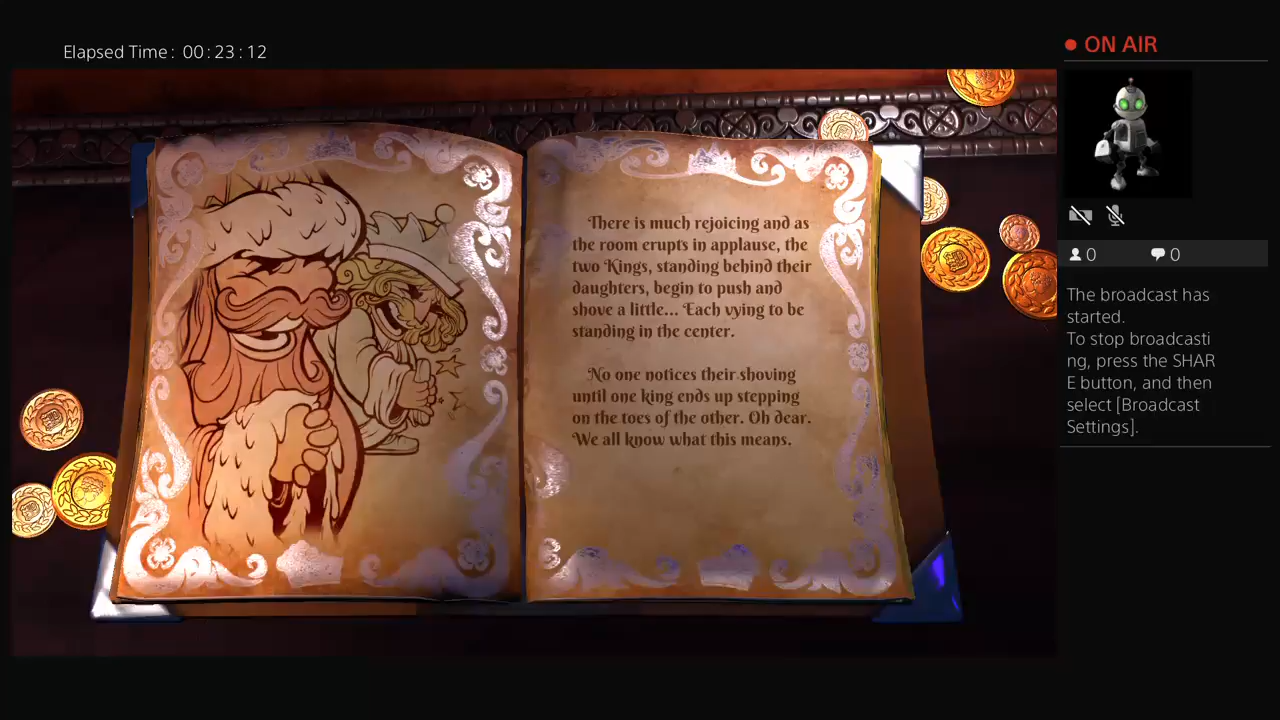 Elapsed Time: 00:23:12
ON AIR
There is much rejoicing and as
the room erupts in applause, the
two Kings, standing behind their
daughters, begin to push and
shove a little... Each vying to be
standing in the center.
No one notices their shoving
until one king ends up stepping
on the toes of the other. Oh dear.
We all know what this means.
0
0
The broadcast has
started.
To stop broadcasti
ng, press the SHAR
E button, and then
select [Broadcast
Settings].